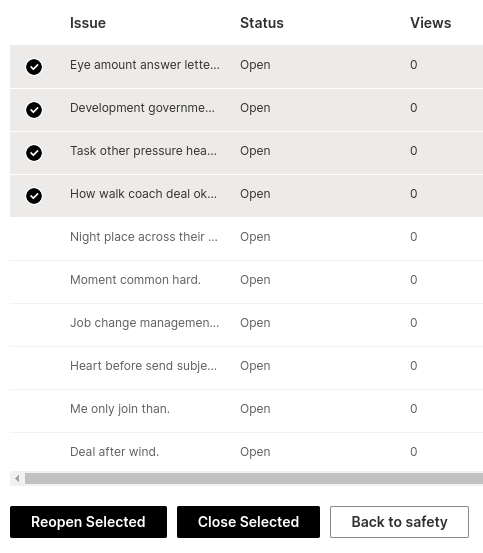 Issue Status Views
Eye amount answer lette... Open 0
Development governme... Open 0
Task other pressure hea... Open 0
How walk coach deal ok... Open 0
Night place across their ... Open 0
Moment common hard. Open 0
Job change managemen... Open 0
Heart before send subje... Open 0
Me only join than. Open 0
Deal after wind. Open 0
Reopen Selected Close Selected Back to safety